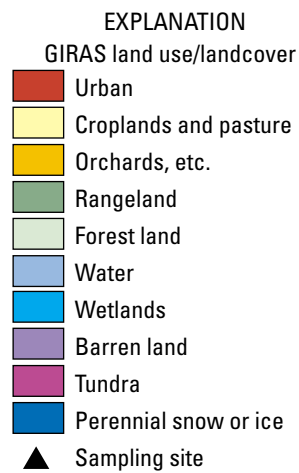 EXPLANATION
GIRAS land use/landcover
Urban
Croplands and pasture
Orchards, etc.
Rangeland
Forest land
Water
Wetlands
Barren land
Tundra
Perennial snow or ice
Sampling site